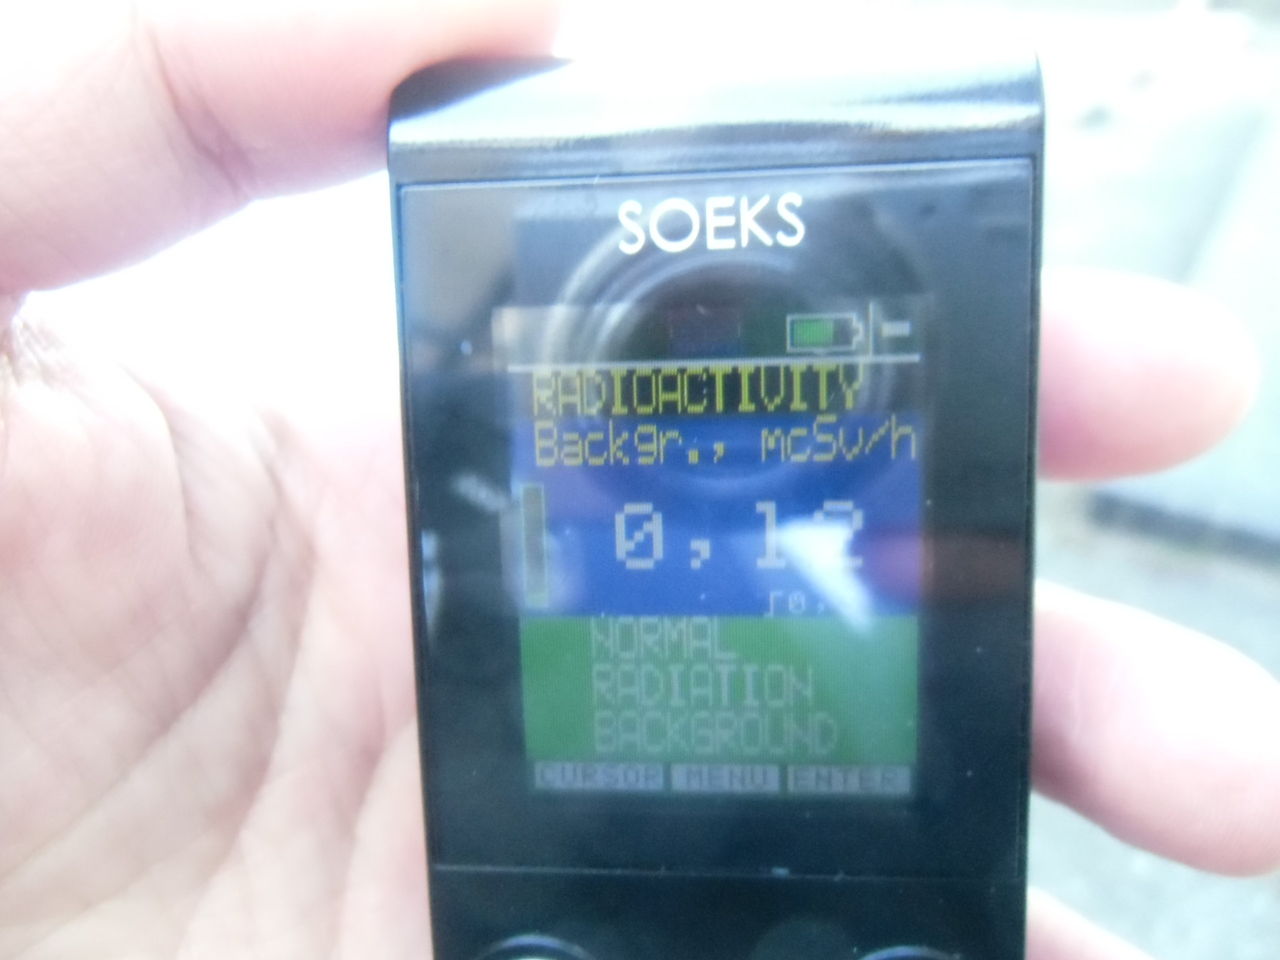 SOEKS
RADIOACTIVITY
Backgr., mcSv/h
0,12
NORMAL
RADIATION
BACKGROUND
CURSOR MENU ENTER